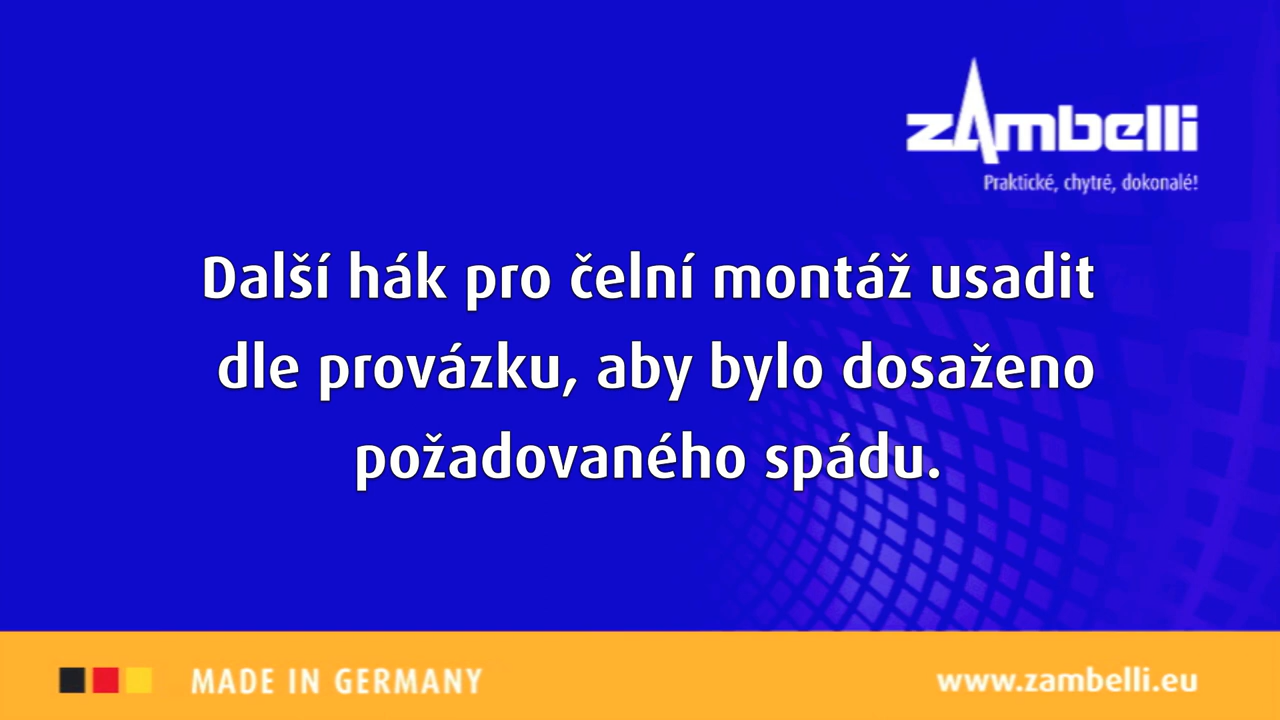 zAmbelli
Praktické, chytré, dokonalé!
Další hák pro čelní montáž usadit
dle provázku, aby bylo dosaženo
požadovaného spádu.
MADE IN GERMANY
www.zambelli.eu